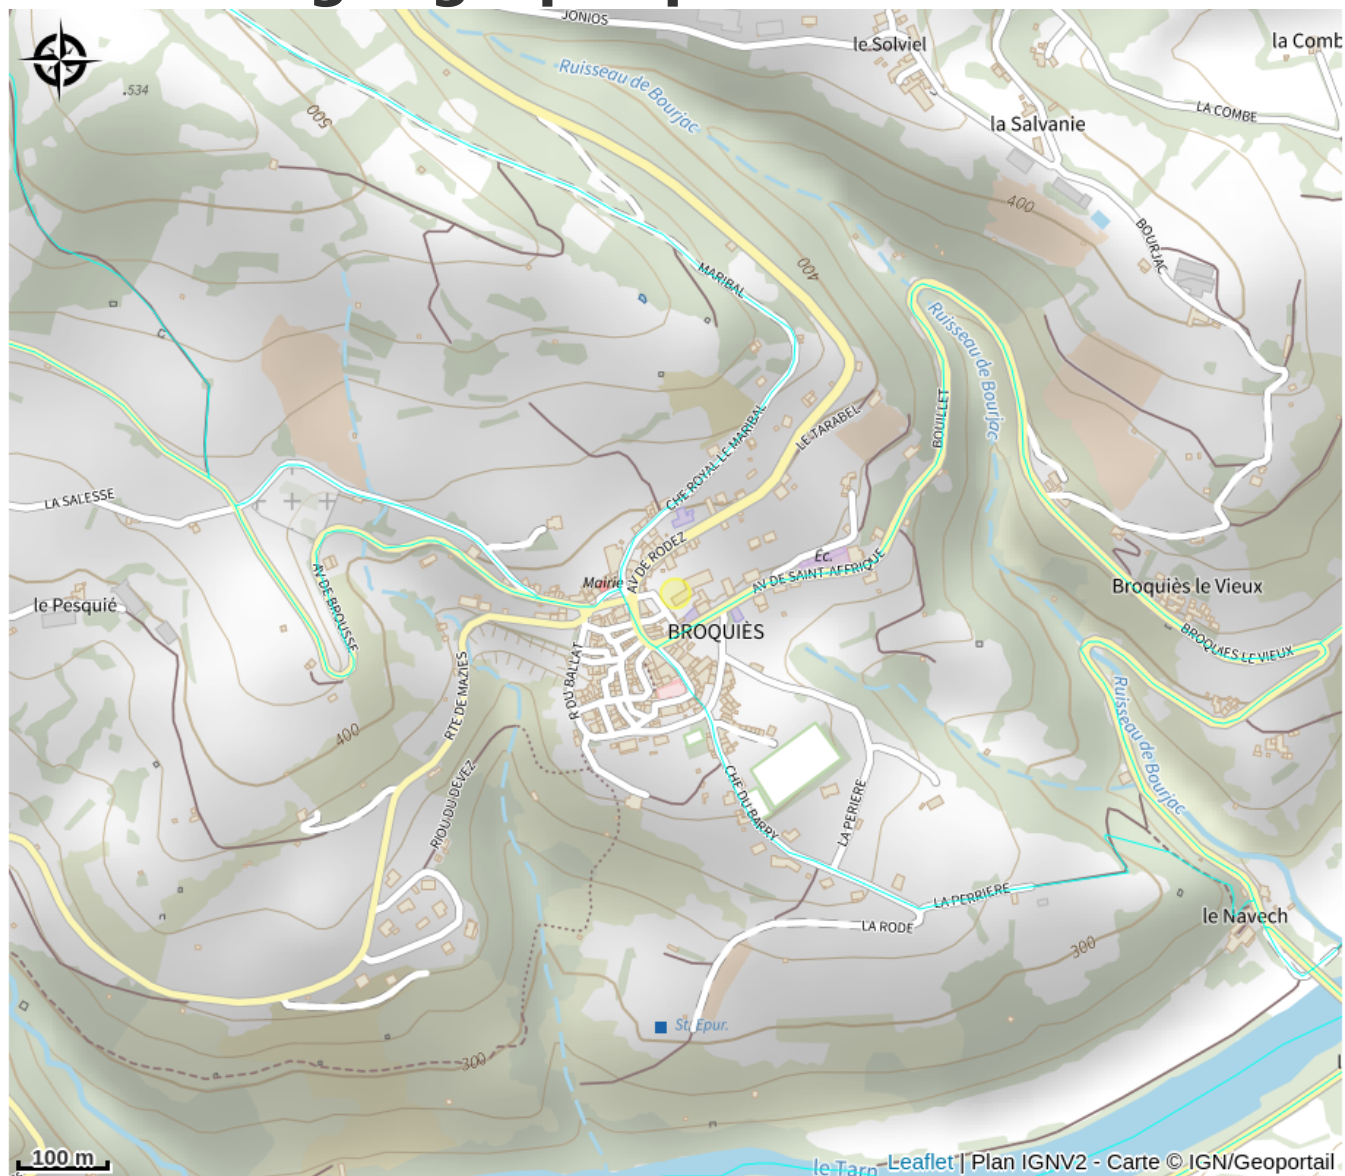 JONIOS
le Solviel
la Comb
.534
Ruisseau de Bourjac
500
LA COMBE
la Salvanie
400
BOURJAC
400
MARIBAL
Ruisseau de Bourjac
BOUILLET
LE TARABEL
CHE ROYAL LE MARIBAL
LA SALESSE
AV DE RODEZ
Éc.
Mairie
AV DE SAINT-AFFRIQUE
AV DE BROUSSE
le Pesquié
Broquiès le Vieux
BROQUIÈS
BROQUIES LE VIEUX
R DU BALLAT
RTE DE MAZIES
Ruisseau de Bourjac
400
RIOU DU DEVEZ
CHE DU BARRY
LA PERIERE
LA PERRIERE
le Navech
LA RODE
300
St. Épur.
300
100 m
le Tarn
Leaflet | Plan IGNV2 - Carte © IGN/Geoportail